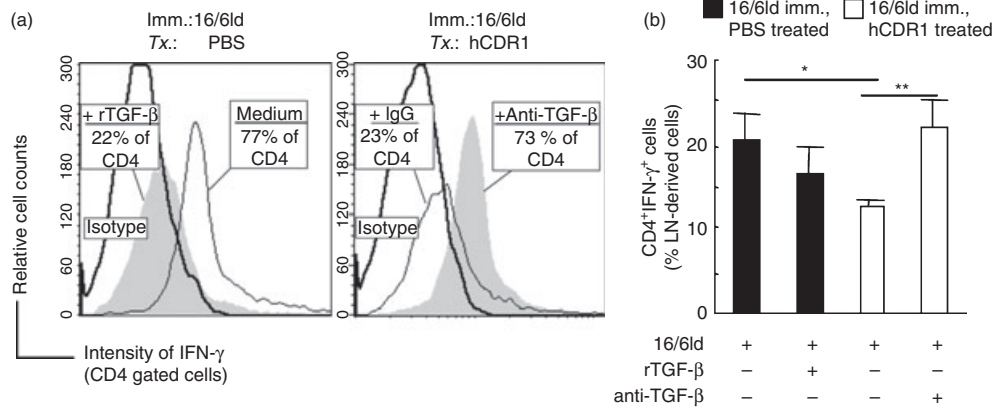 (a)
Imm.:16/6Id
Tx.: PBS
Imm.:16/6Id
Tx.: hCDR1
Relative cell counts
300
240
180
120
60
0
+ rTGF-β
22% of
CD4
Medium
77% of
CD4
Isotype
300
240
180
120
60
0
+ IgG
23% of
CD4
+Anti-TGF-β
73 % of
CD4
Isotype
Intensity of IFN-γ
(CD4 gated cells)
(b)
16/6Id imm.,
PBS treated
16/6Id imm.,
hCDR1 treated
CD4+IFN-γ+ cells
(% LN-derived cells)
30
20
10
0
*
**
16/6Id + + + +
rTGF-β – + – –
anti-TGF-β – – – +